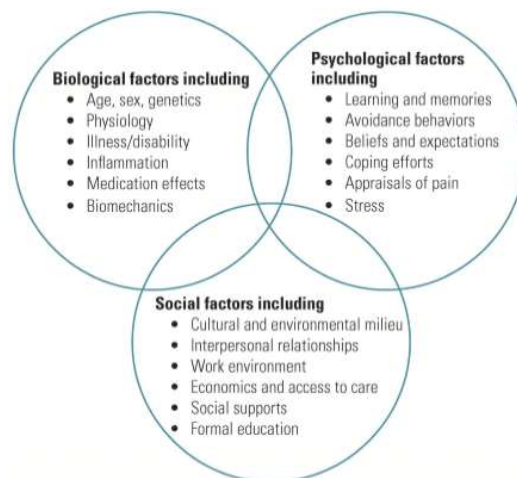 Biological factors including
• Age, sex, genetics
• Physiology
• Illness/disability
• Inflammation
• Medication effects
• Biomechanics
Psychological factors
including
• Learning and memories
• Avoidance behaviors
• Beliefs and expectations
• Coping efforts
• Appraisals of pain
• Stress
Social factors including
• Cultural and environmental milieu
• Interpersonal relationships
• Work environment
• Economics and access to care
• Social supports
• Formal education